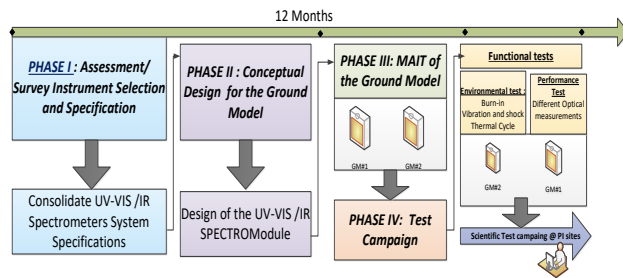 12 Months
PHASE I : Assessment/
Survey Instrument Selection
and Specification
Consolidate UV-VIS /IR
Spectrometers System
Specifications
PHASE II : Conceptual
Design for the Ground
Model
Design of the UV-VIS /IR
SPECTROModule
PHASE III: MAIT of
the Ground Model
GM#1
GM#2
PHASE IV: Test
Campaign
Functional tests
Environmental test :
Burn-in
Vibration and shock
Thermal Cycle
Performance
Test
Different Optical
measurements
GM#2
GM#1
Scientific Test campaing @ PI sites